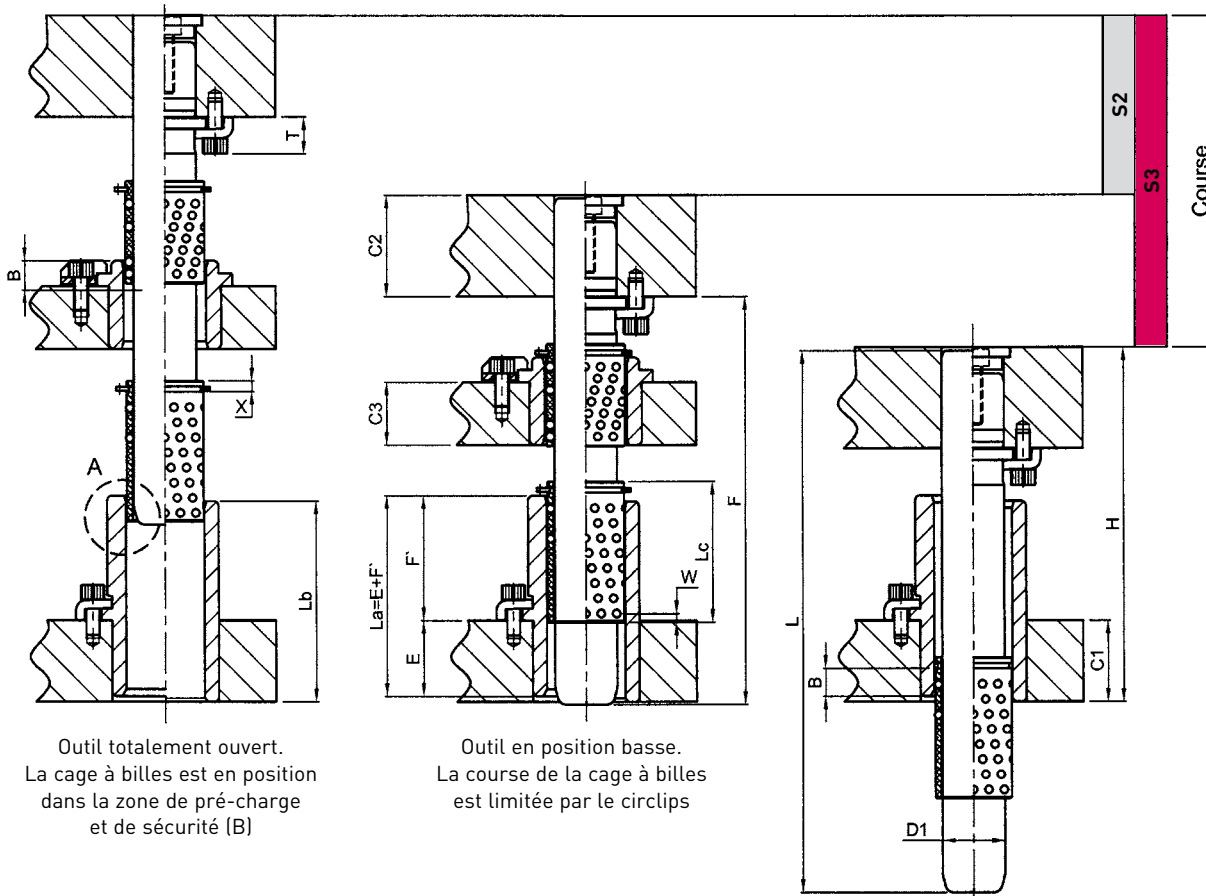 S2
S3
Course
T
B
C2
X
C3
A
F
H
L
La=E+F'
F'
Lc
W
Lb
E
B
C1
D1
Outil totalement ouvert.
La cage à billes est en position
dans la zone de pré-charge
et de sécurité (B)
Outil en position basse.
La course de la cage à billes
est limitée par le circlips